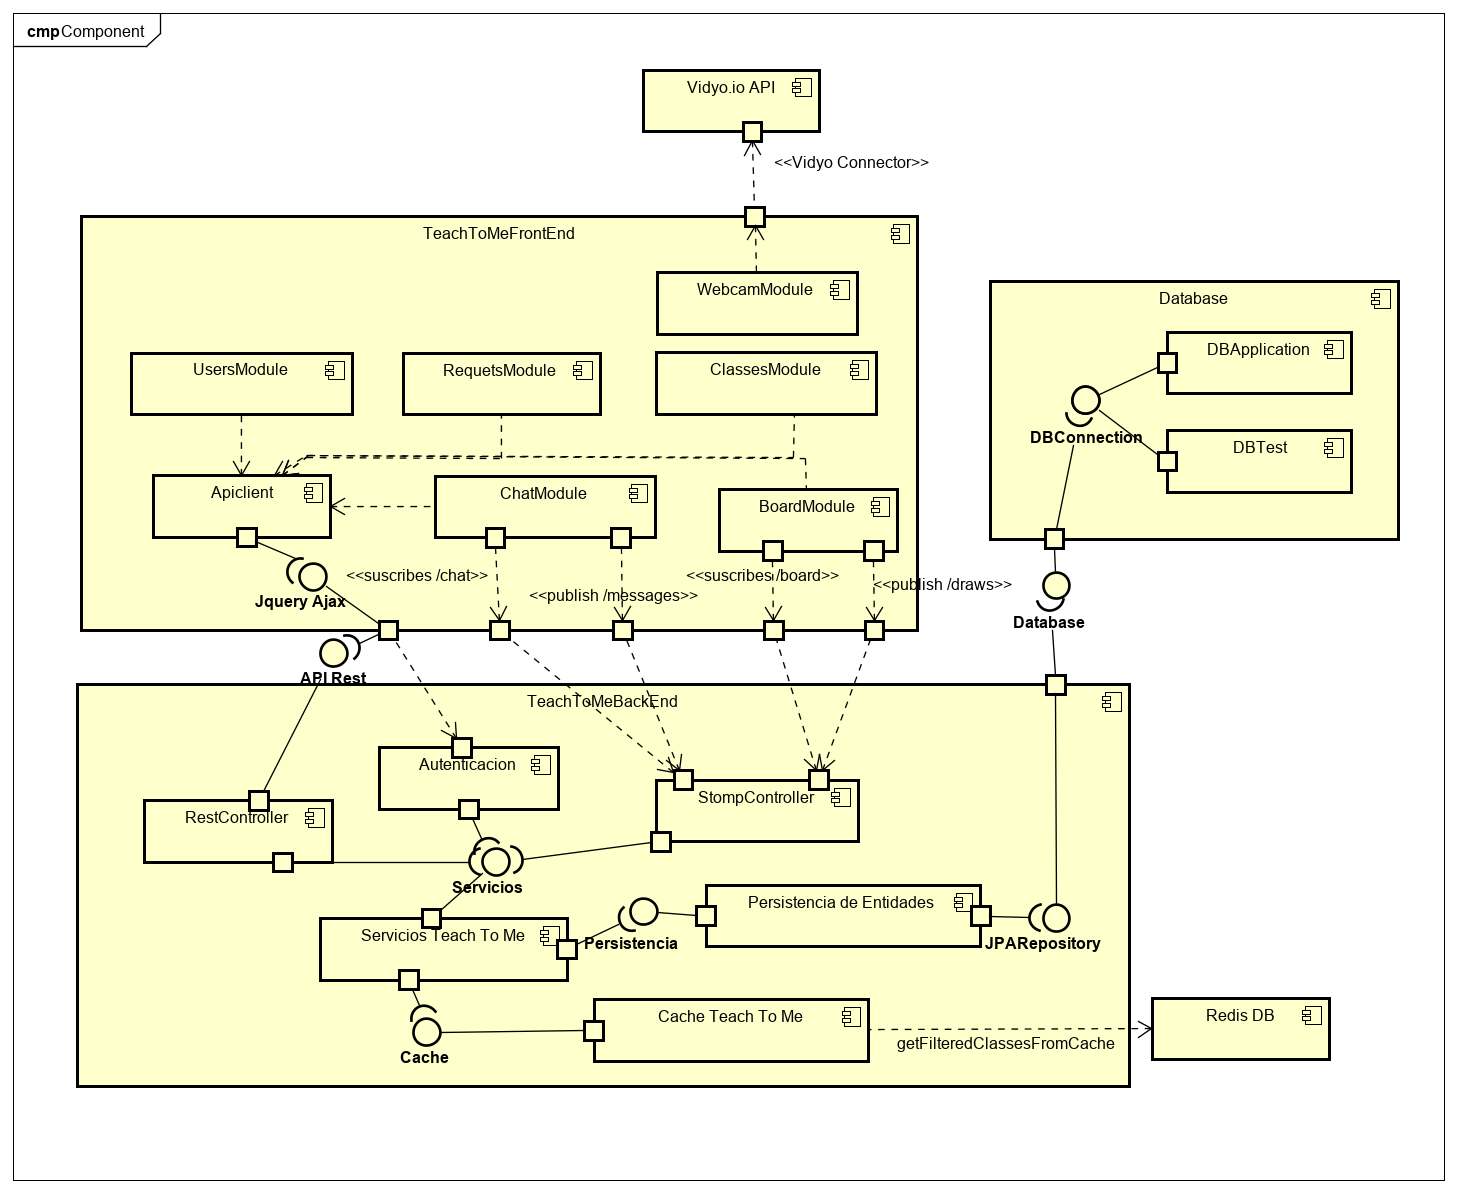 cmp Component
Vidyo.io API
<<Vidyo Connector>>
TeachToMeFrontEnd
WebcamModule
UsersModule
RequetsModule
ClassesModule
Apiclient
ChatModule
BoardModule
<<suscribes /chat>>
<<publish /messages>>
<<suscribes /board>>
<<publish /draws>>
Jquery Ajax
API Rest
Database
DBApplication
DBConnection
DBTest
Database
TeachToMeBackEnd
Autenticacion
RestController
StompController
Servicios
Servicios Teach To Me
Persistencia
Persistencia de Entidades
JPARepository
Cache
Cache Teach To Me
getFilteredClassesFromCache
Redis DB